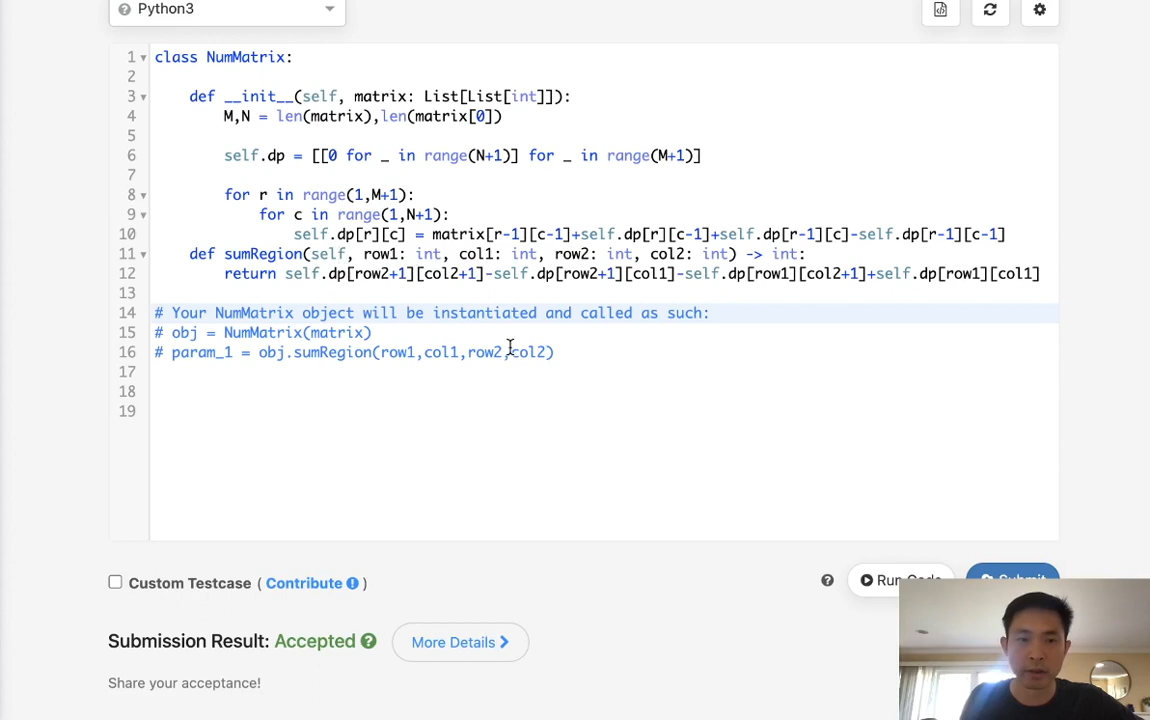 Python3
1 class NumMatrix:
2
3 def __init__(self, matrix: List[List[int]]):
4 M,N = len(matrix),len(matrix[0])
5
6 self.dp = [[0 for _ in range(N+1)] for _ in range(M+1)]
7
8 for r in range(1,M+1):
9 for c in range(1,N+1):
10 self.dp[r][c] = matrix[r-1][c-1]+self.dp[r][c-1]+self.dp[r-1][c]-self.dp[r-1][c-1]
11 def sumRegion(self, row1: int, col1: int, row2: int, col2: int) -> int:
12 return self.dp[row2+1][col2+1]-self.dp[row2+1][col1]-self.dp[row1][col2+1]+self.dp[row1][col1]
13
14 # Your NumMatrix object will be instantiated and called as such:
15 # obj = NumMatrix(matrix)
16 # param_1 = obj.sumRegion(row1,col1,row2,col2)
17
18
19
Custom Testcase ( Contribute )
Run Code
Submit
Submission Result: Accepted
More Details
Share your acceptance!